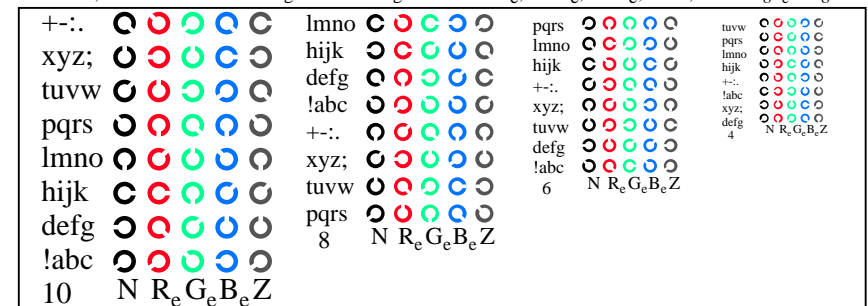 +-:.
xyz;
tuvw
pqrs
lmno
hijk
defg
!abc
10 N Re Ge Be Z
lmno
hijk
defg
!abc
+-:.
xyz;
tuvw
pqrs
8 N Re Ge Be Z
pqrs
lmno
hijk
+-:.
xyz;
tuvw
defg
!abc
6 N Re Ge Be Z
tuvw
pqrs
lmno
hijk
+-:.
!abc
xyz;
defg
4 N Re Ge Be Z